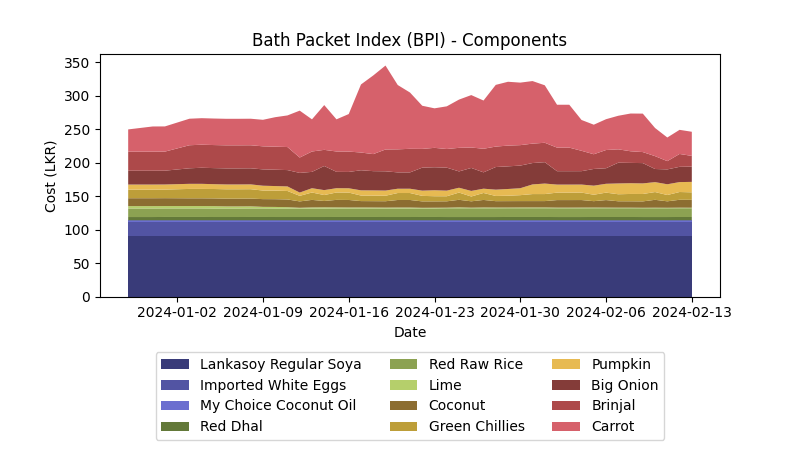 Bath Packet Index (BPI) - Components
350
300
250
200
150
100
50
0
Cost (LKR)
2024-01-02 2024-01-09 2024-01-16 2024-01-23 2024-01-30 2024-02-06 2024-02-13
Date
Lankasoy Regular Soya
Imported White Eggs
My Choice Coconut Oil
Red Dhal
Red Raw Rice
Lime
Coconut
Green Chillies
Pumpkin
Big Onion
Brinjal
Carrot